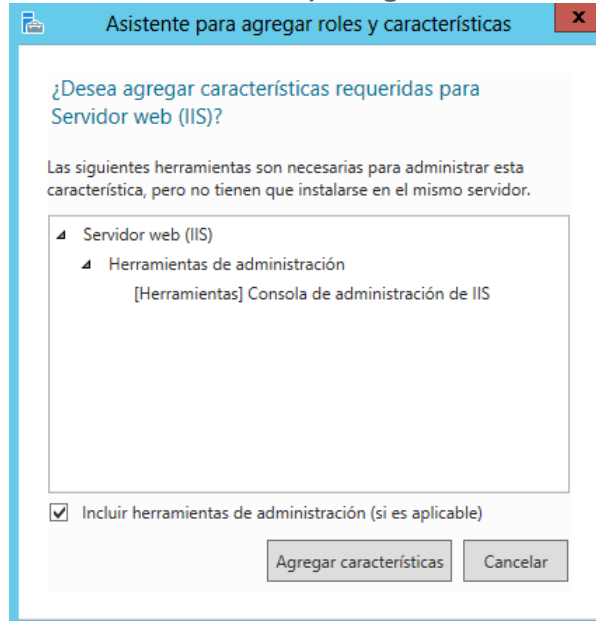 Asistente para agregar roles y características
x
¿Desea agregar características requeridas para
Servidor web (IIS)?
Las siguientes herramientas son necesarias para administrar esta
característica, pero no tienen que instalarse en el mismo servidor.
Servidor web (IIS)
Herramientas de administración
[Herramientas] Consola de administración de IIS
Incluir herramientas de administración (si es aplicable)
Agregar características
Cancelar